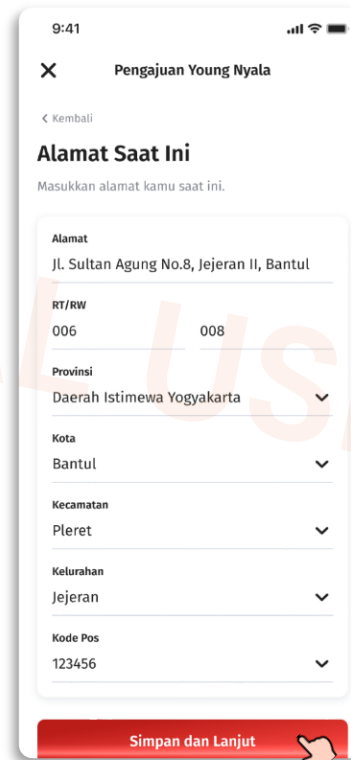 9:41
Pengajuan Young Nyala
Kembali
Alamat Saat Ini
Masukkan alamat kamu saat ini.
Alamat
Jl. Sultan Agung No.8, Jejeran II, Bantul
RT/RW
006 008
Provinsi
Daerah Istimewa Yogyakarta
Kota
Bantul
Kecamatan
Pleret
Kelurahan
Jejeran
Kode Pos
123456
Simpan dan Lanjut